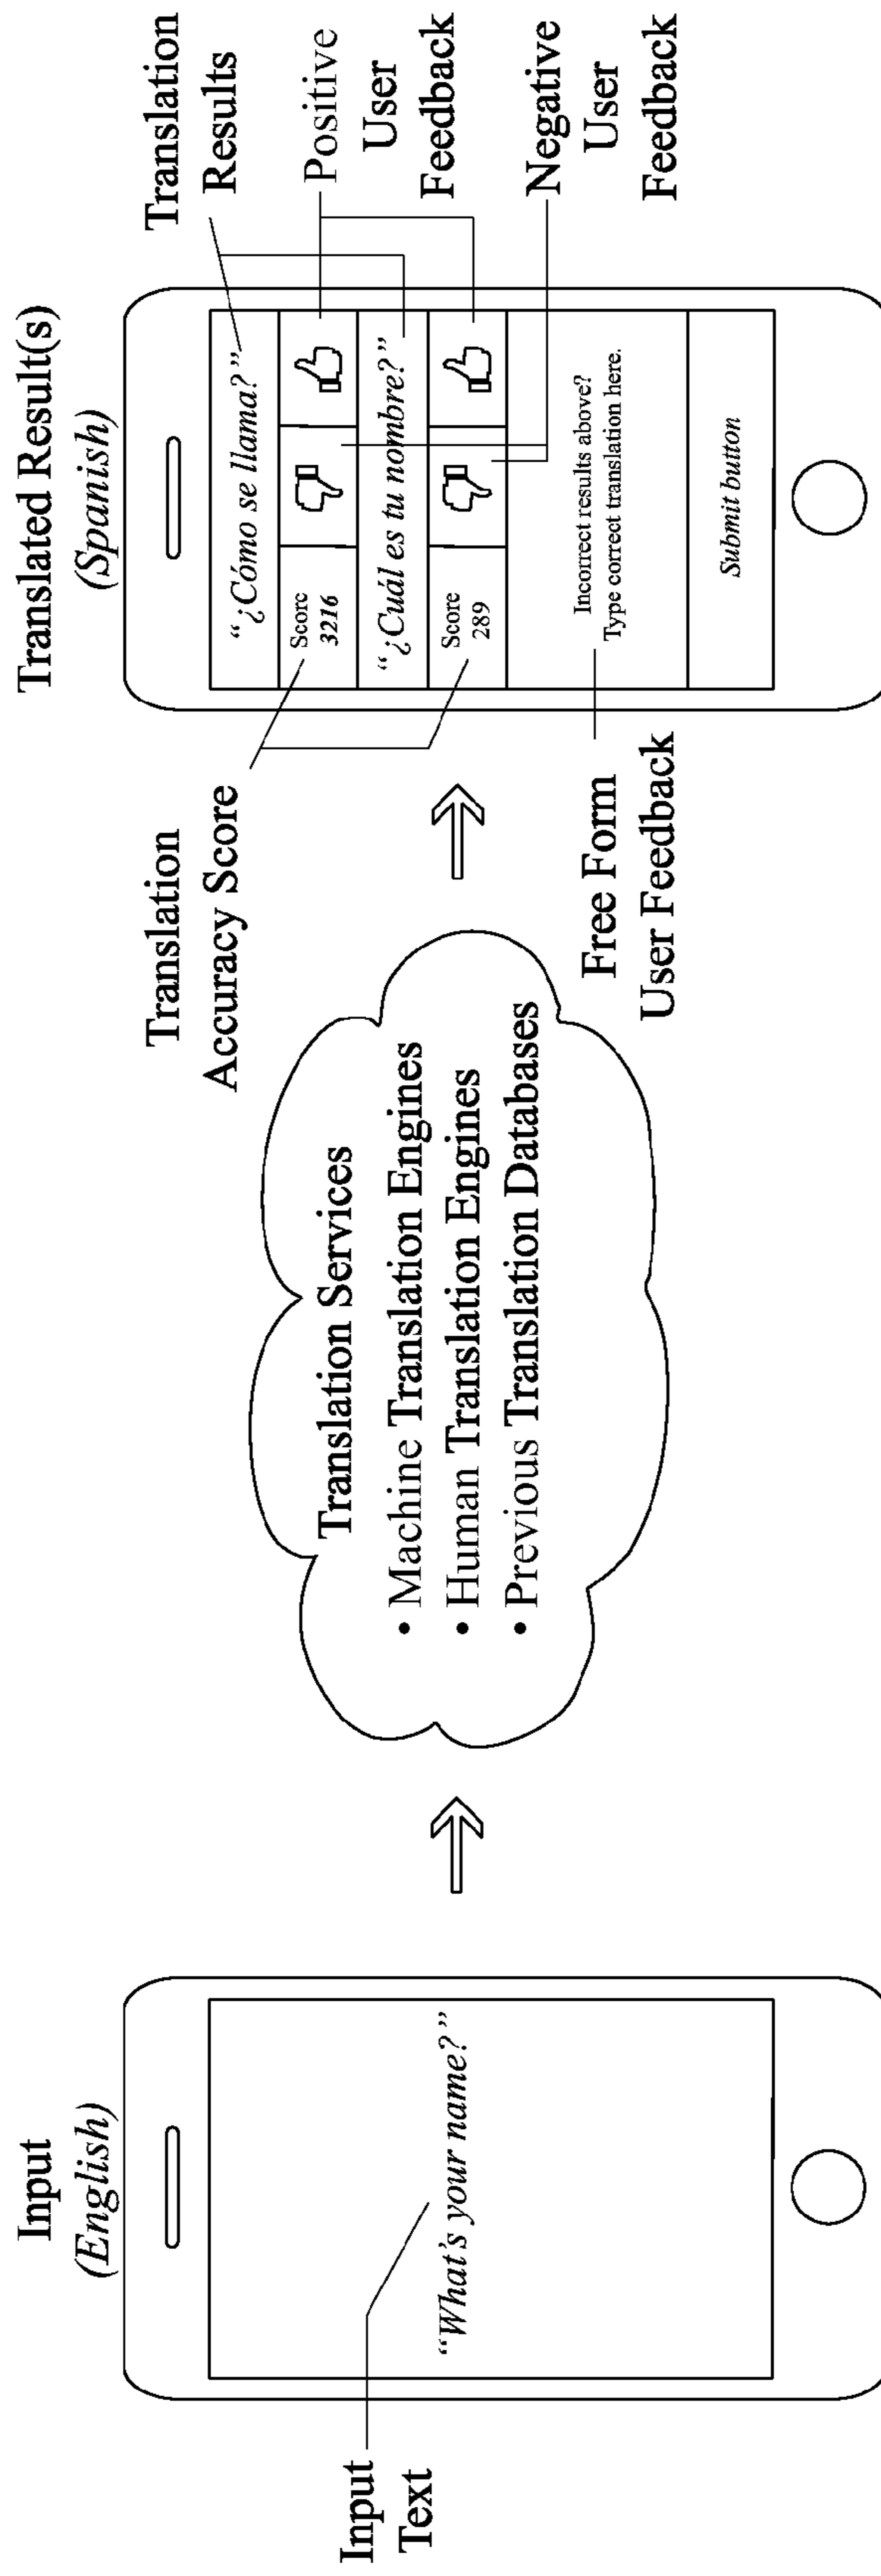 Input
(English)
Input
Text
“What's your name?”
Translation Services
• Machine Translation Engines
• Human Translation Engines
• Previous Translation Databases
Translated Result(s)
(Spanish)
Translation
Accuracy Score
Free Form
User Feedback
“¿Cómo se llama?”
Score
3216
“¿Cuál es tu nombre?”
Score
289
Incorrect results above?
Type correct translation here.
Submit button
Translation
Results
Positive
User
Feedback
Negative
User
Feedback